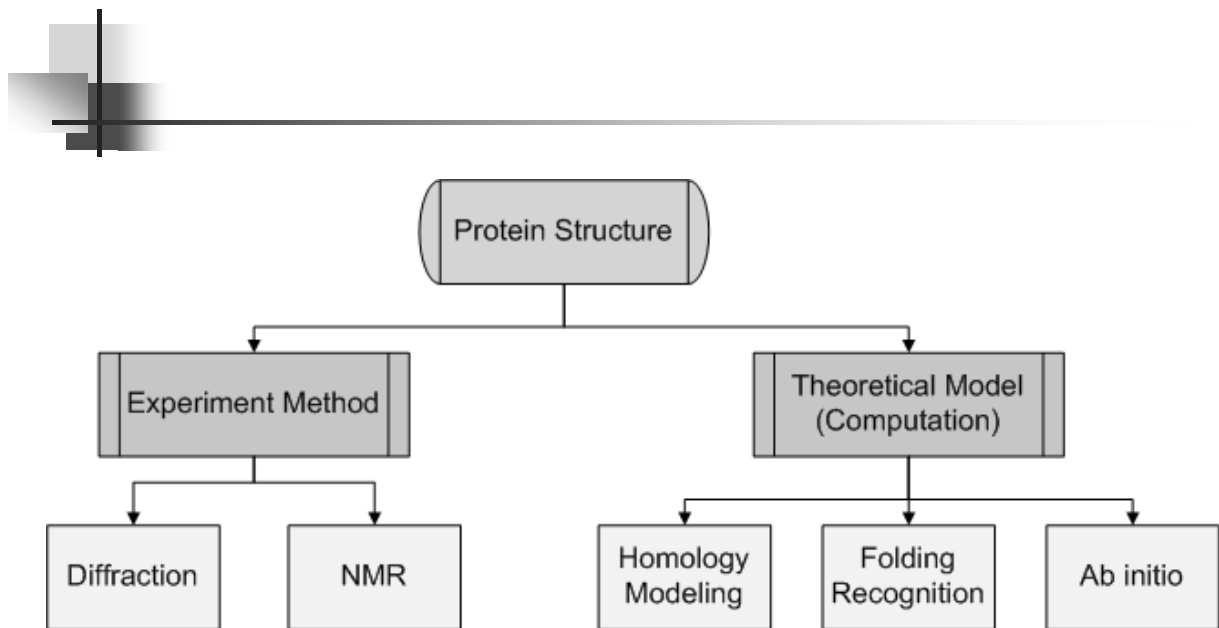 Protein Structure
Experiment Method
Theoretical Model
(Computation)
Diffraction
NMR
Homology
Modeling
Folding
Recognition
Ab initio